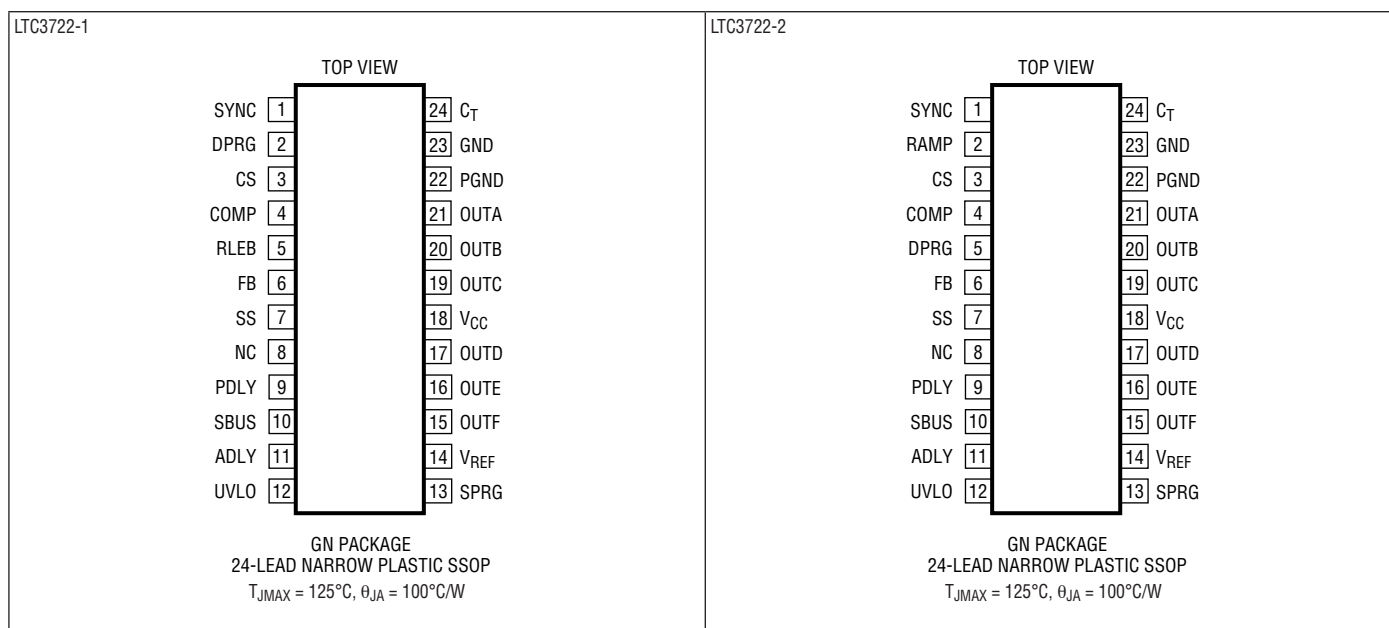 LTC3722-1
TOP VIEW
SYNC 1
DPRG 2
CS 3
COMP 4
RLEB 5
FB 6
SS 7
NC 8
PDLY 9
SBUS 10
ADLY 11
UVLO 12
24 CT
23 GND
22 PGND
21 OUTA
20 OUTB
19 OUTC
18 VCC
17 OUTD
16 OUTE
15 OUTF
14 VREF
13 SPRG
GN PACKAGE
24-LEAD NARROW PLASTIC SSOP
TJMAX = 125°C, θJA = 100°C/W
LTC3722-2
TOP VIEW
SYNC 1
RAMP 2
CS 3
COMP 4
DPRG 5
FB 6
SS 7
NC 8
PDLY 9
SBUS 10
ADLY 11
UVLO 12
24 CT
23 GND
22 PGND
21 OUTA
20 OUTB
19 OUTC
18 VCC
17 OUTD
16 OUTE
15 OUTF
14 VREF
13 SPRG
GN PACKAGE
24-LEAD NARROW PLASTIC SSOP
TJMAX = 125°C, θJA = 100°C/W